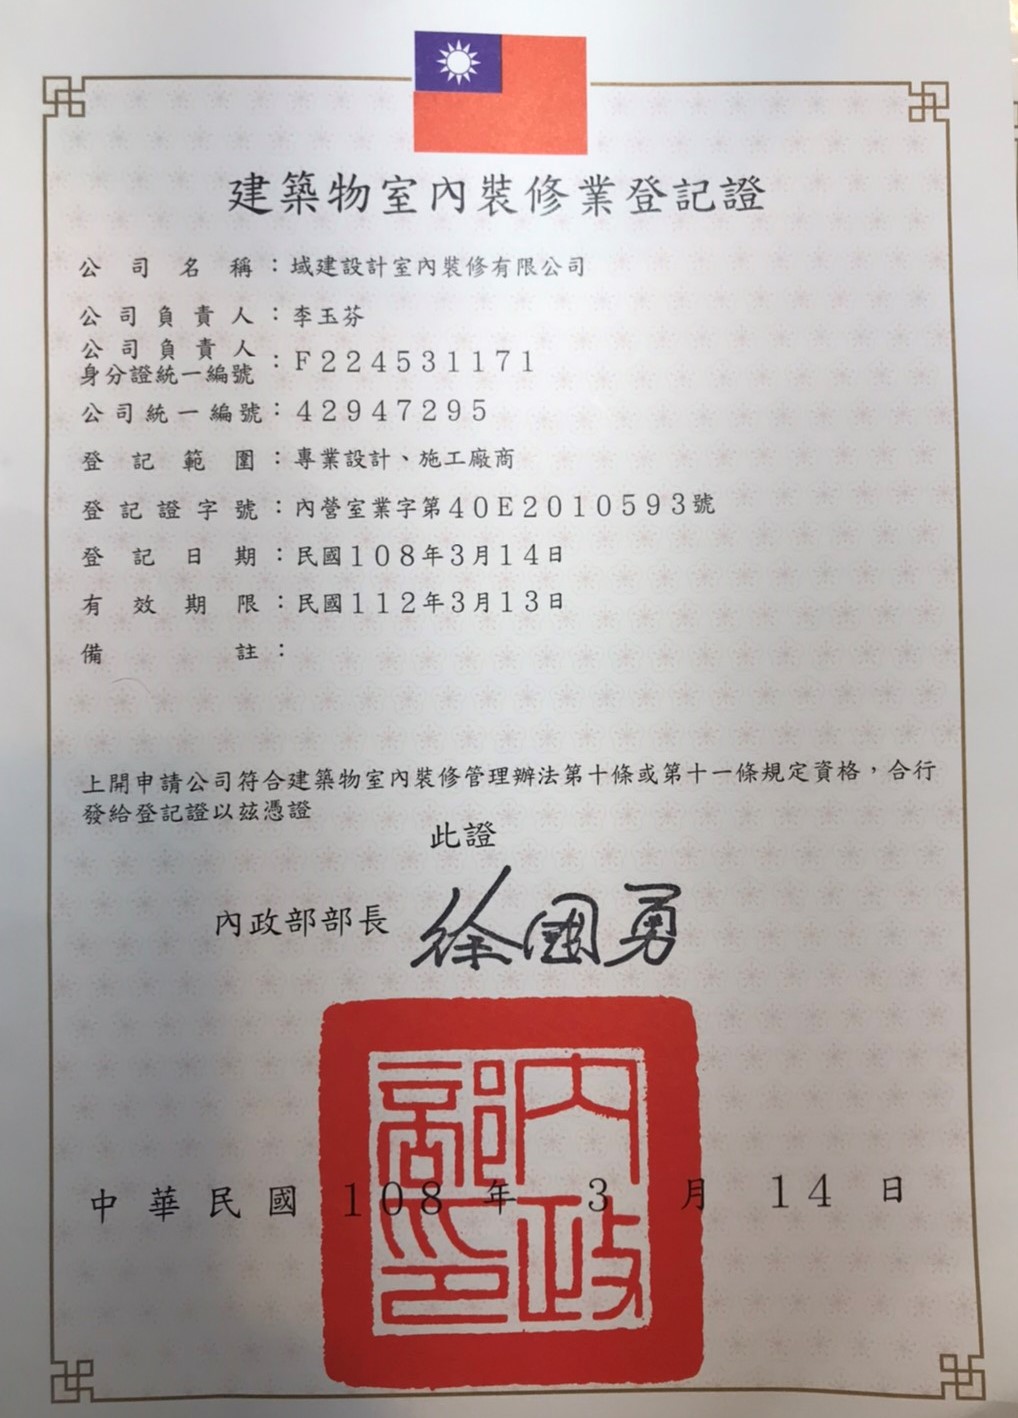 建築物室內裝修業登記證
公司名稱：域建設計室內裝修有限公司
公司負責人：李玉芬
公司負責人
身分證統一編號：F224531171
公司統一編號：42947295
登記範圍：專業設計、施工廠商
登記證字號：內營室業字第40E2010593號
登記日期：民國108年3月14日
有效期限：民國112年3月13日
備註：
上開申請公司符合建築物室內裝修管理辦法第十條或第十一條規定資格，合行
發給登記證以茲憑證
此證
內政部部長 徐國勇
內政部印
中華民國 108 年 3 月 14 日